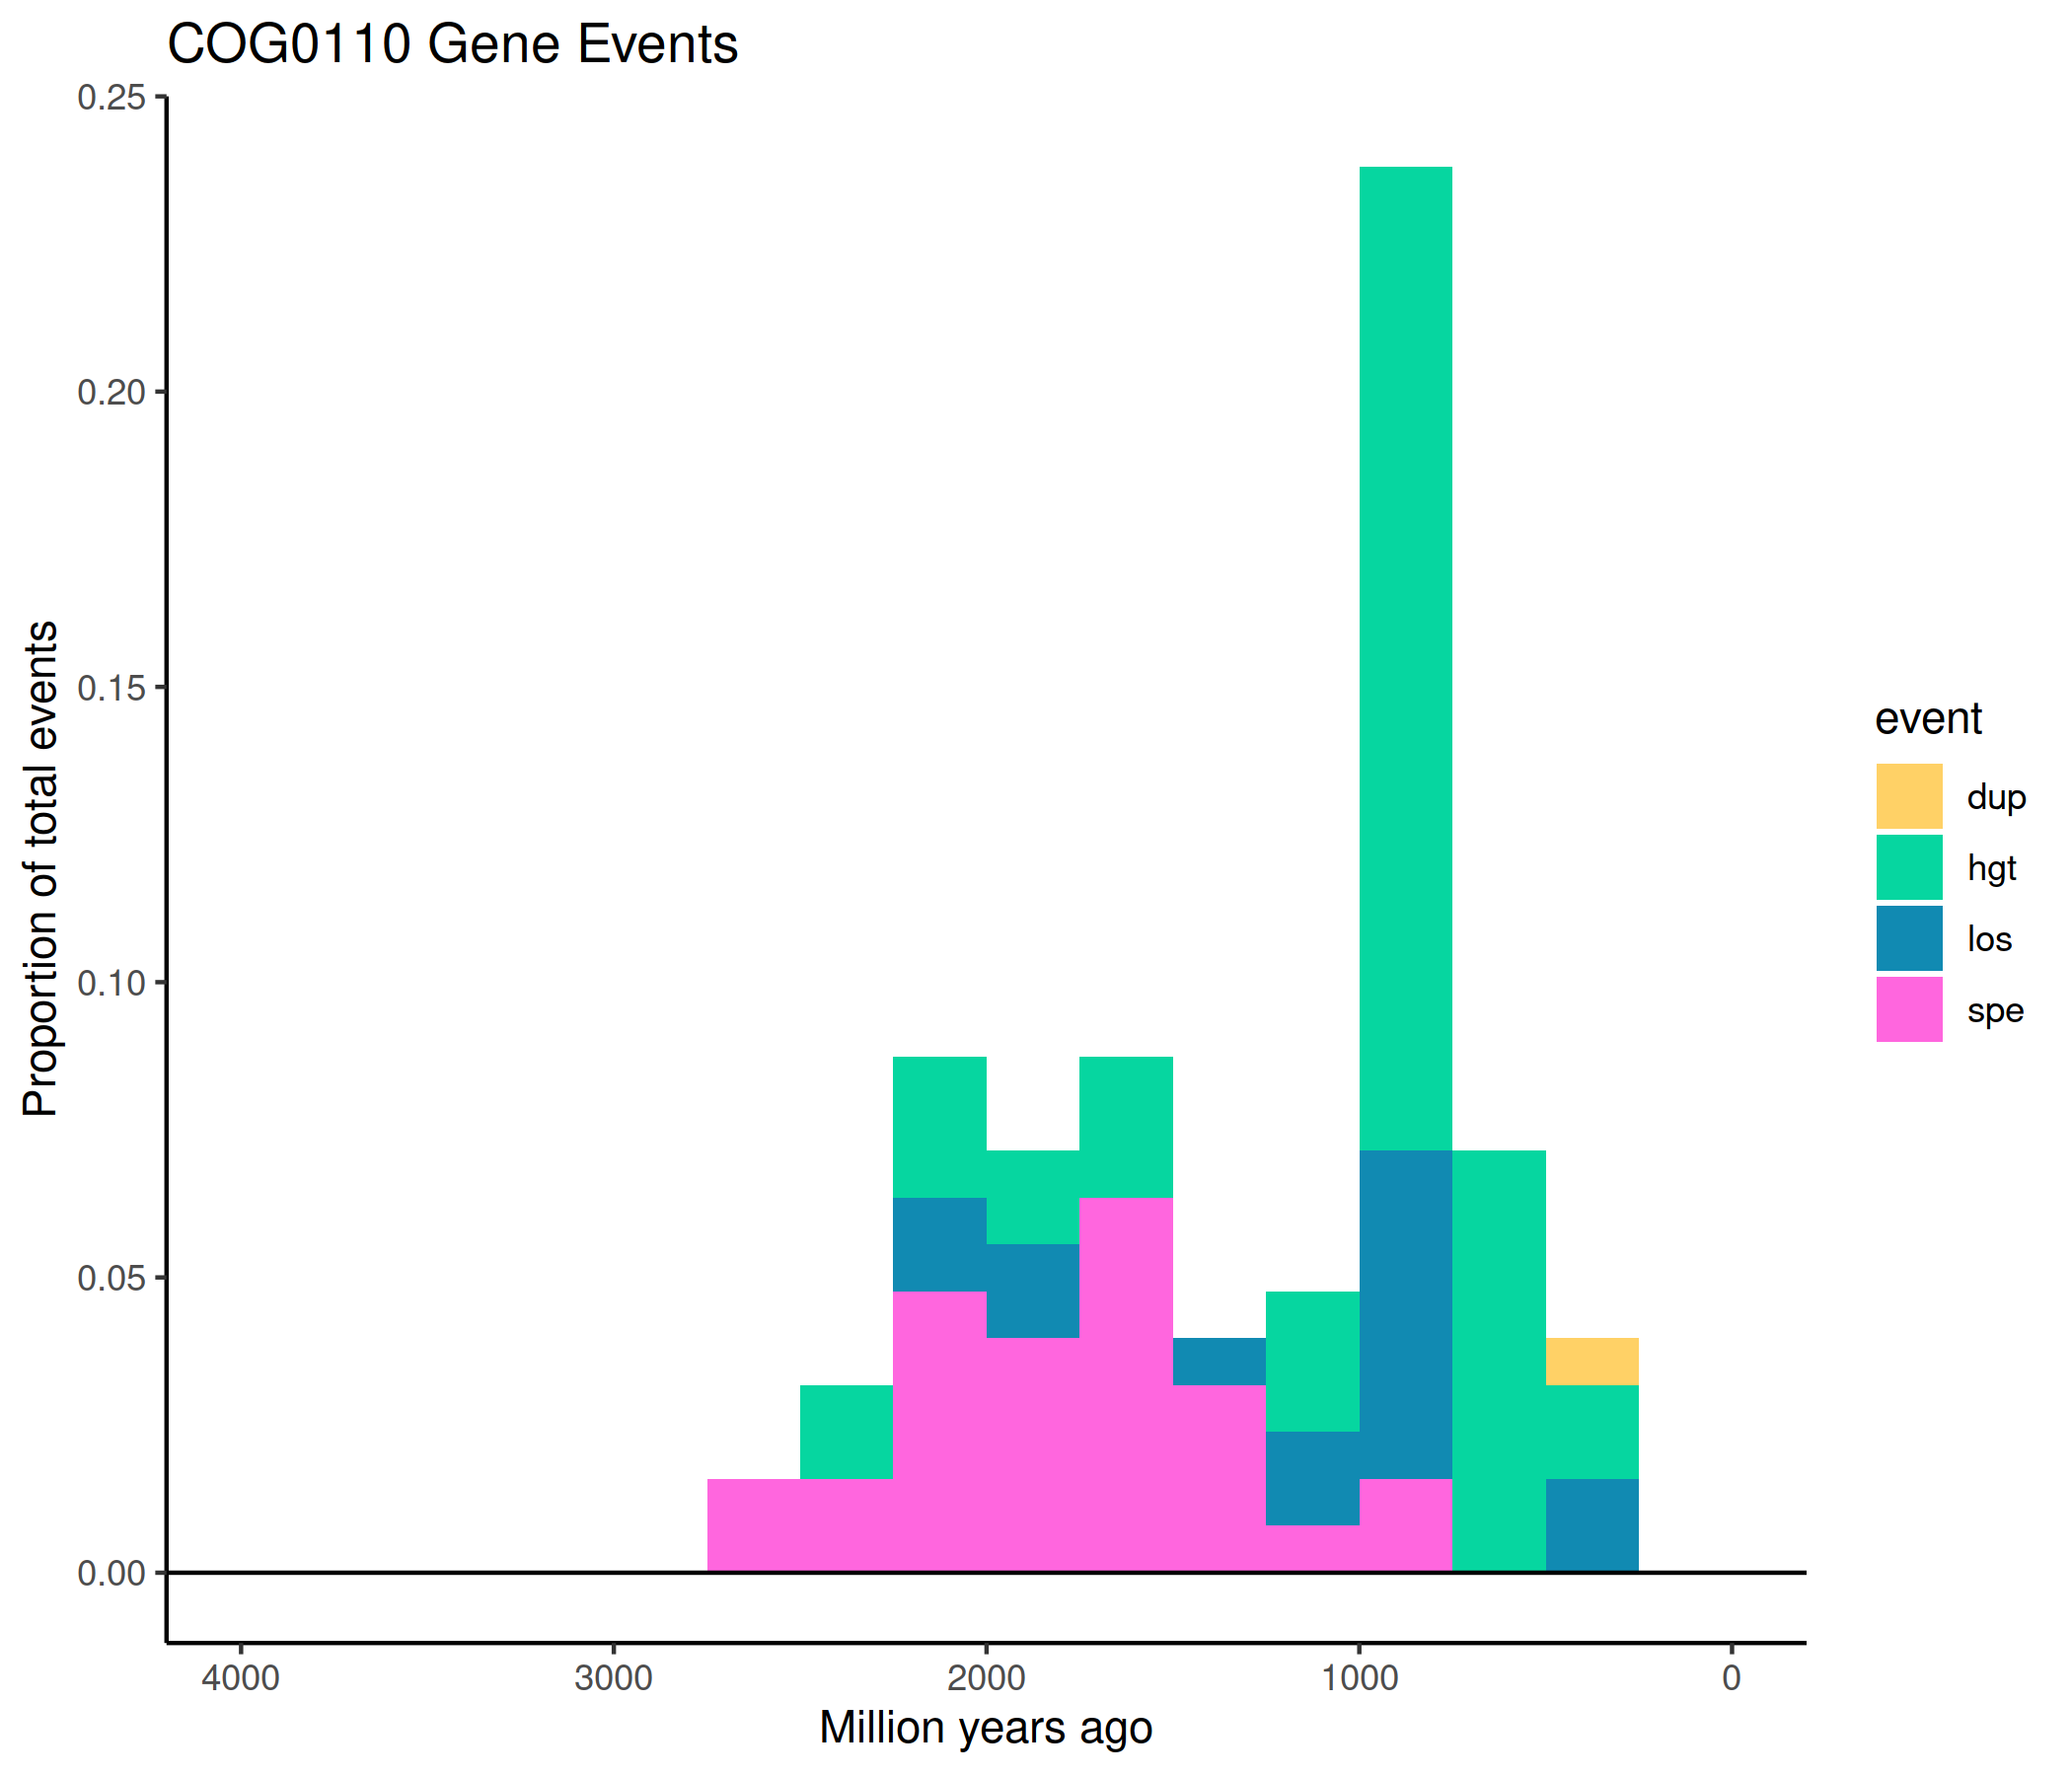 COG0110 Gene Events
0.25
0.20
0.15
0.10
0.05
0.00
Proportion of total events
4000 3000 2000 1000 0
Million years ago
event
dup
hgt
los
spe